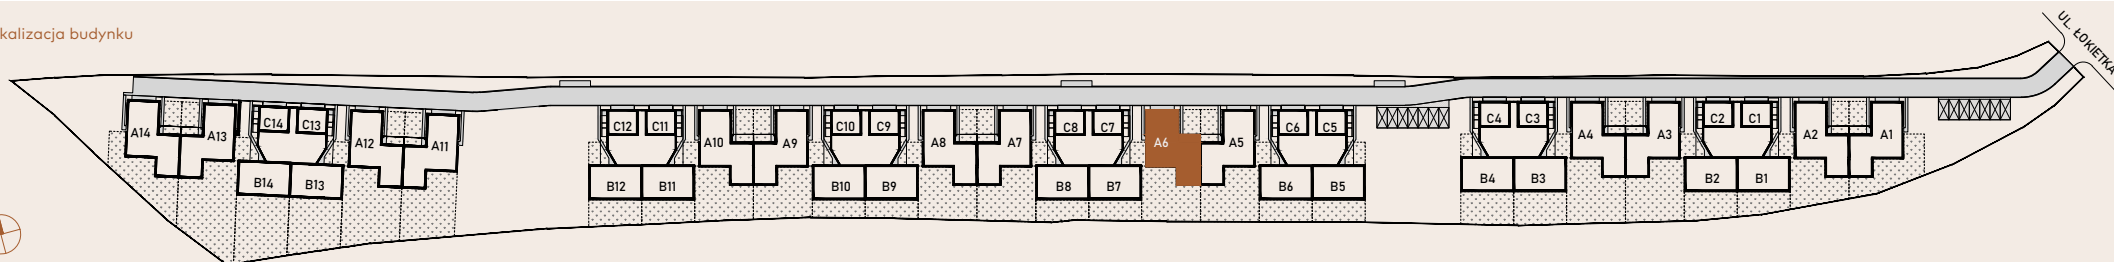 kalizacja budynku
UL. ŁOKIETKA
A14
A13
C14
C13
A12
A11
B14
B13
C12
C11
A10
A9
C10
C9
A8
A7
C8
C7
A6
A5
C6
C5
C4
C3
A4
A3
C2
C1
A2
A1
B12
B11
B10
B9
B8
B7
B6
B5
B4
B3
B2
B1